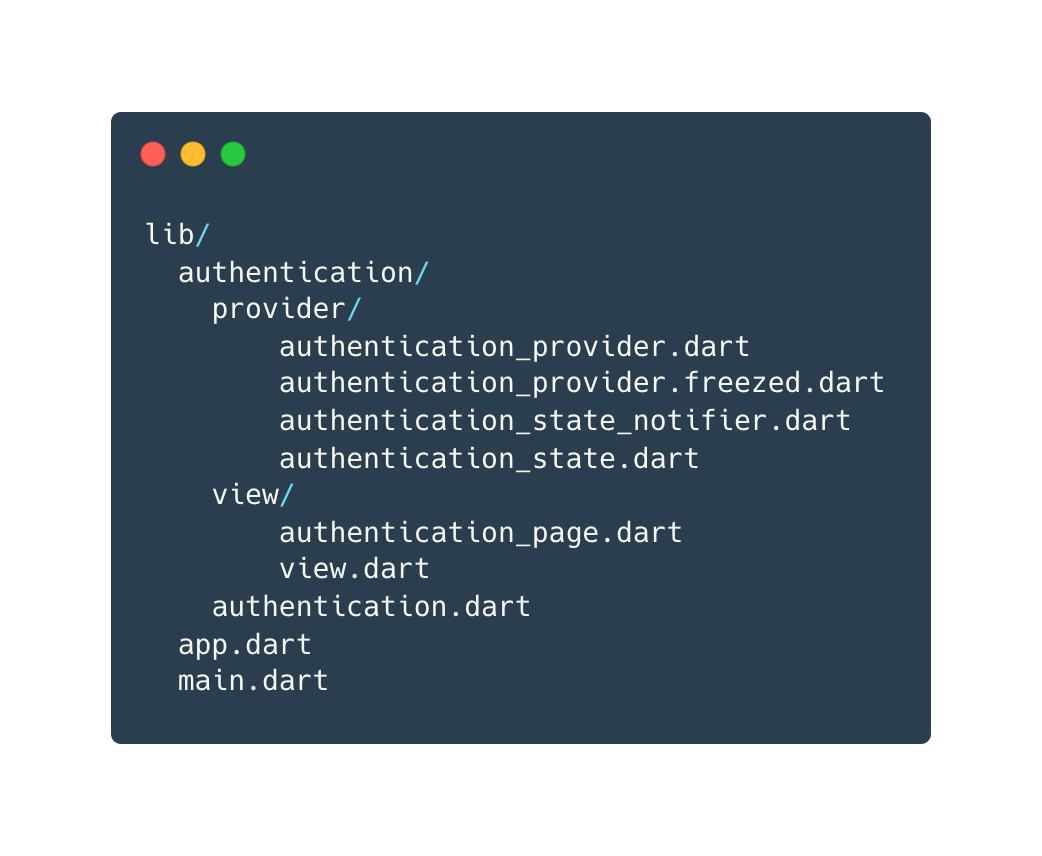 lib/
  authentication/
    provider/
        authentication_provider.dart
        authentication_provider.freezed.dart
        authentication_state_notifier.dart
        authentication_state.dart
    view/
        authentication_page.dart
        view.dart
    authentication.dart
  app.dart
  main.dart